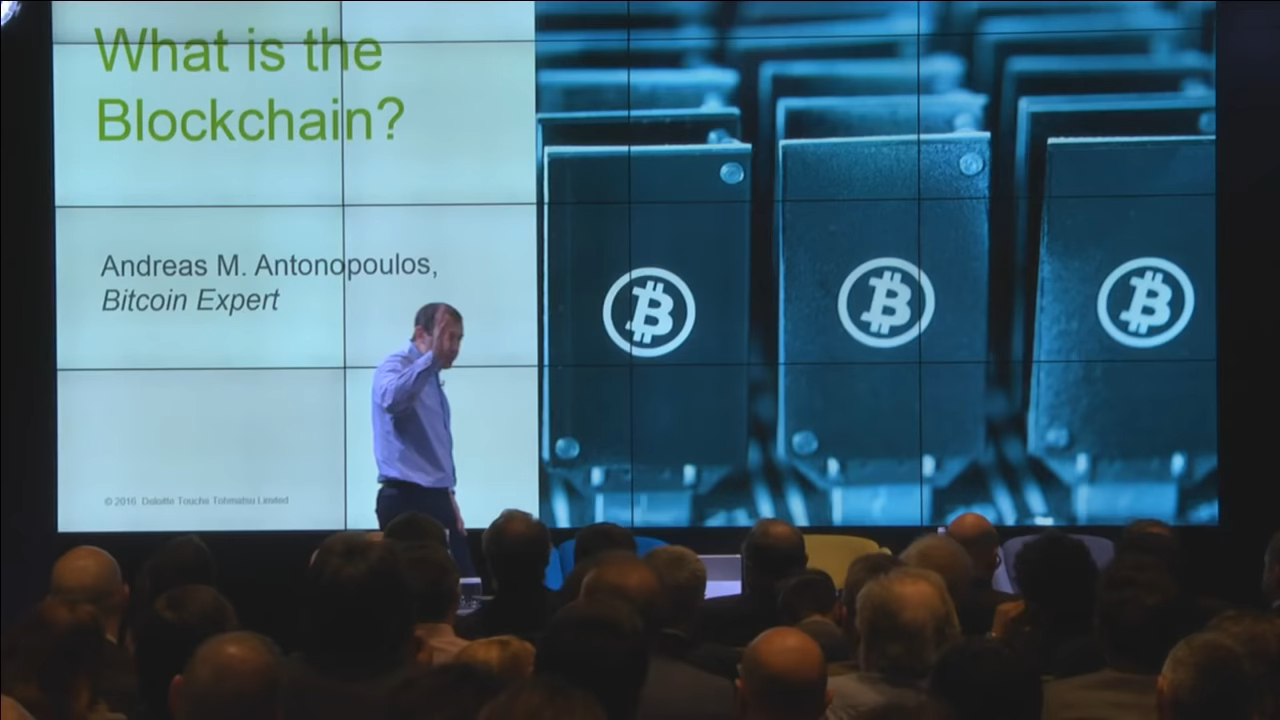 What is the
Blockchain?
Andreas M. Antonopoulos,
Bitcoin Expert
© 2016 Deloitte Touche Tohmatsu Limited